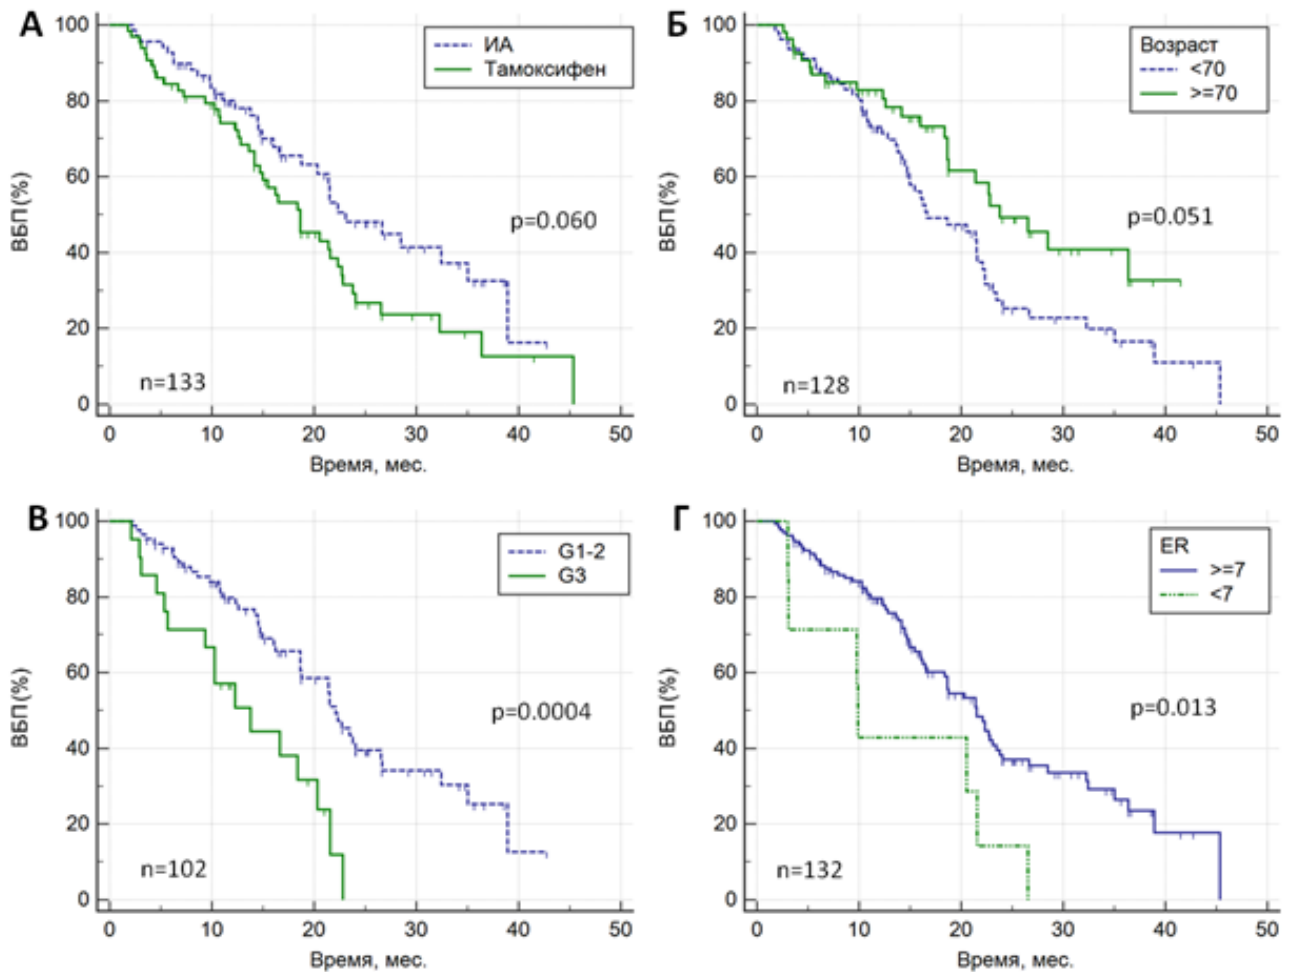 А
ИА
Тамоксифен
100
80
60
40
20
0
ВБП(%)
p=0.060
n=133
0 10 20 30 40 50
Время, мес.
Б
Возраст
<70
>=70
100
80
60
40
20
0
ВБП(%)
p=0.051
n=128
0 10 20 30 40 50
Время, мес.
В
G1-2
G3
100
80
60
40
20
0
ВБП(%)
p=0.0004
n=102
0 10 20 30 40 50
Время, мес.
Г
ER
>=7
<7
100
80
60
40
20
0
ВБП(%)
p=0.013
n=132
0 10 20 30 40 50
Время, мес.